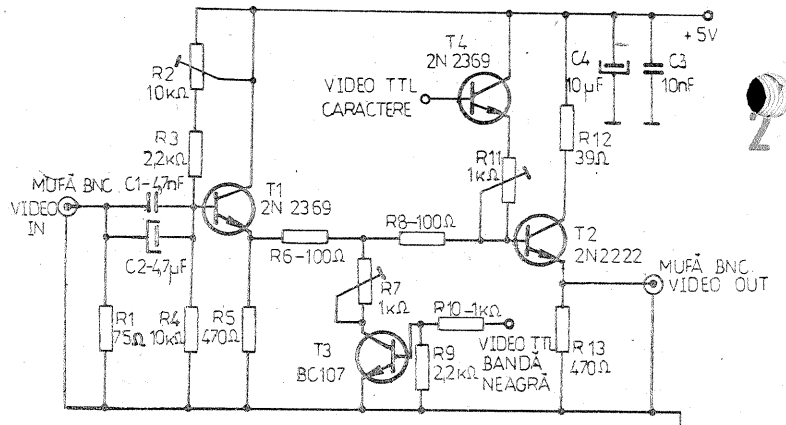 +5V
R2
10kΩ
T4
2N 2369
C4
10µF
C3
10nF
VIDEO TTL
CARACTERE
2
R3
2,2kΩ
R12
39Ω
R11
1kΩ
MUFĂ BNC
VIDEO
IN
C1-47nF
T1
2N 2369
C2-47µF
R6-100Ω
R8-100Ω
T2
2N2222
MUFĂ BNC
VIDEO OUT
R7
1kΩ
R10-1kΩ
R1
75Ω
R4
10kΩ
R5
470Ω
T3
BC107
R9
2,2kΩ
VIDEO TTL
BANDĂ
NEAGRĂ
R13
470Ω